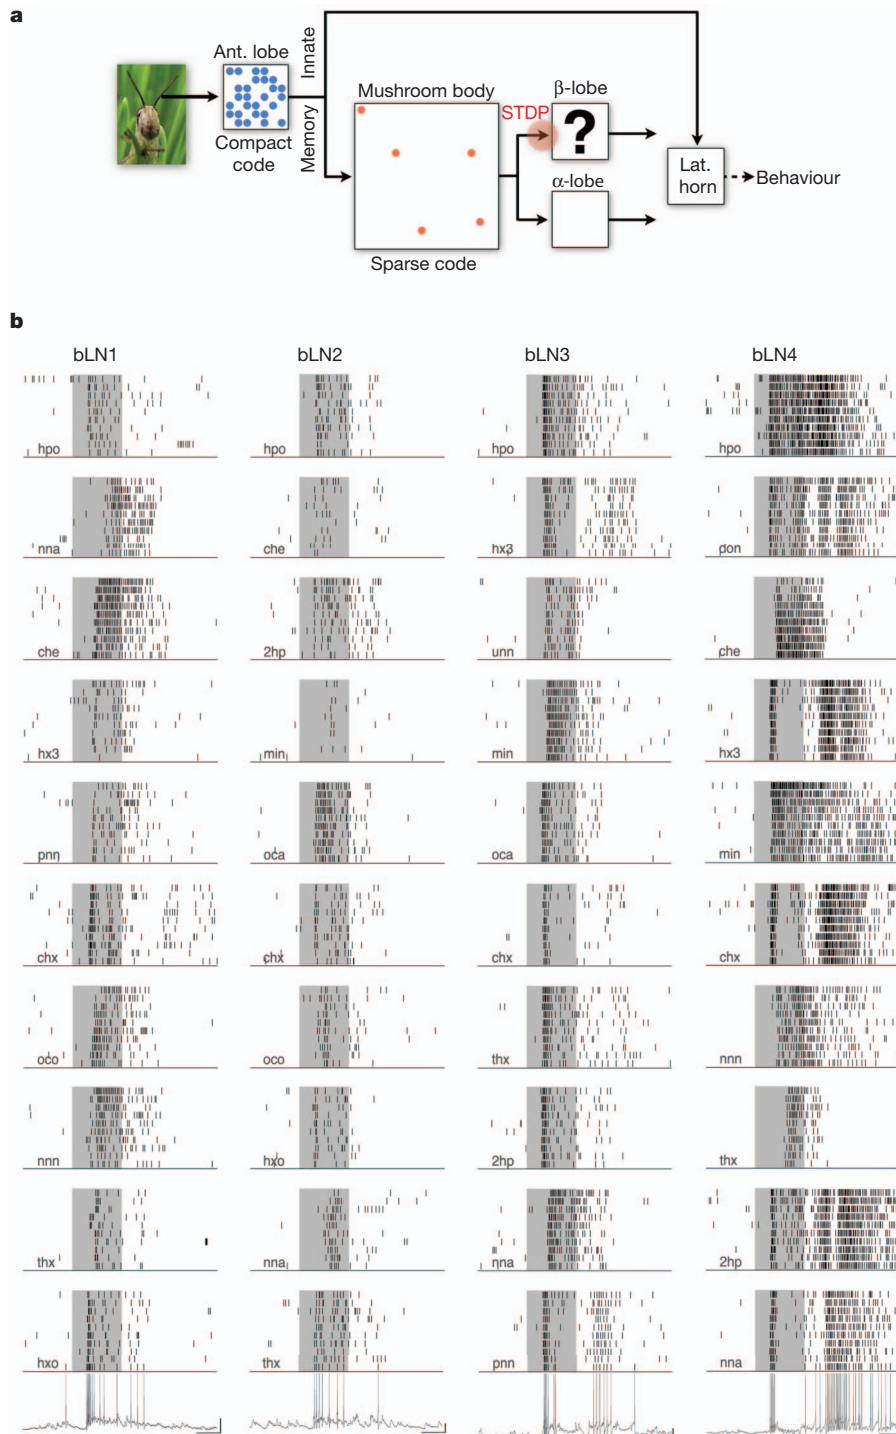 a
Ant. lobe
Compact
code
Innate
Memory
Mushroom body
Sparse code
STDP
β-lobe
?
α-lobe
Lat.
horn
Behaviour
b
bLN1 bLN2 bLN3 bLN4
hpo hpo hpo hpo
nna che hx3 pon
che 2hp unn che
hx3 min min hx3
pnn oca oca min
chx chx chx chx
oco oco thx nnn
nnn hxo 2hp thx
thx nna nna 2hp
hxo thx pnn nna